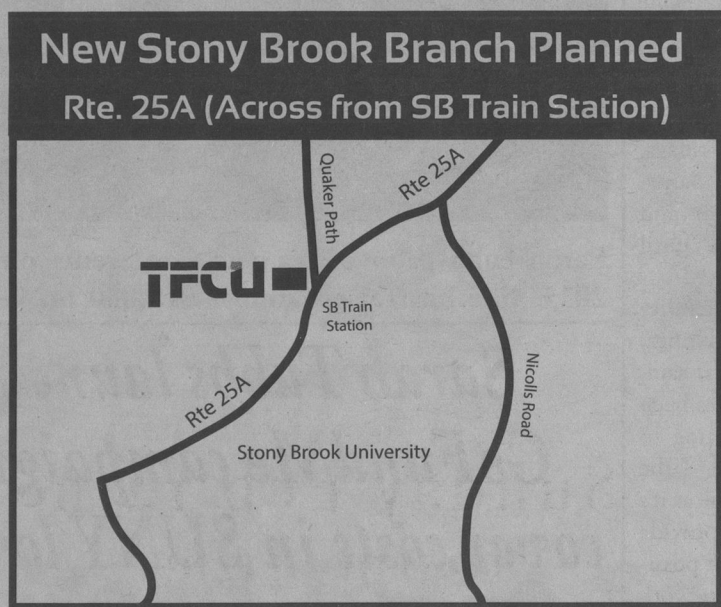 New Stony Brook Branch Planned
Rte. 25A (Across from SB Train Station)
Quaker Path
Rte 25A
TFCU
SB Train
Station
Nicolls Road
Rte 25A
Stony Brook University